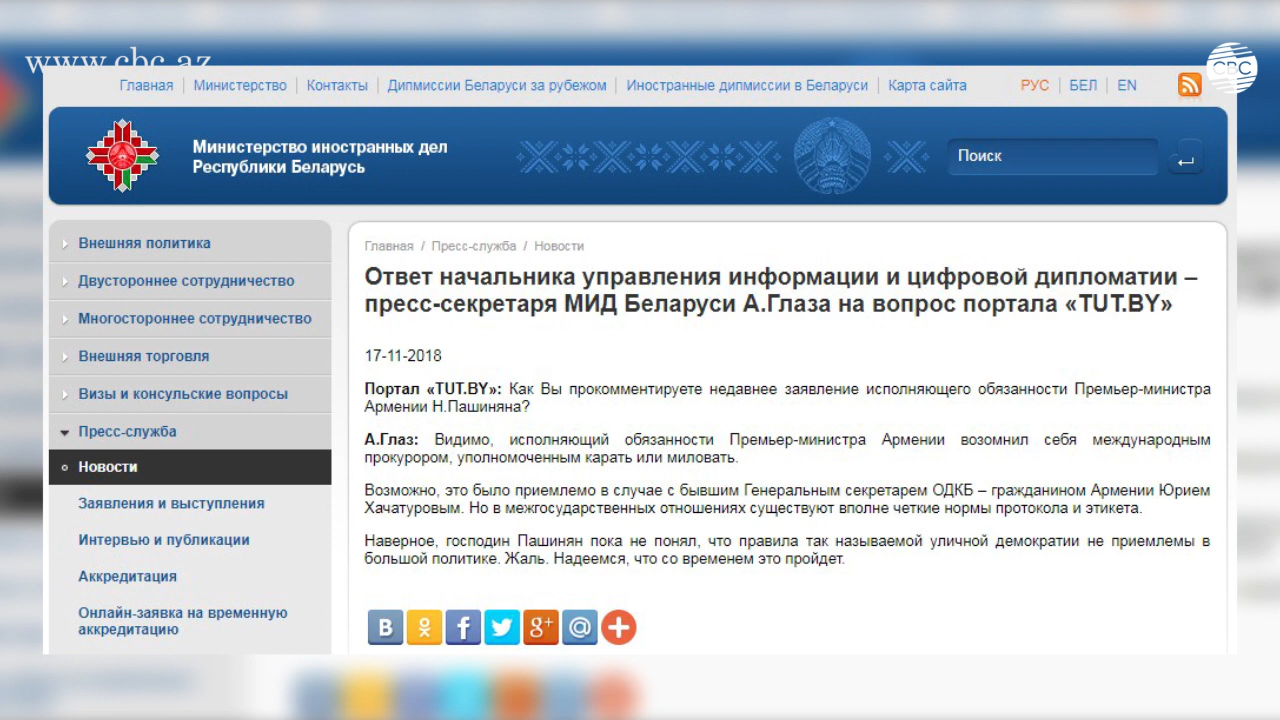 www.cbc.az
CBC
Главная
Министерство
Контакты
Дипмиссии Беларуси за рубежом
Иностранные дипмиссии в Беларуси
Карта сайта
РУС
БЕЛ
EN
Министерство иностранных дел
Республики Беларусь
Поиск
Внешняя политика
Двустороннее сотрудничество
Многостороннее сотрудничество
Внешняя торговля
Визы и консульские вопросы
Пресс-служба
Новости
Заявления и выступления
Интервью и публикации
Аккредитация
Онлайн-заявка на временную
аккредитацию
Главная / Пресс-служба / Новости
Ответ начальника управления информации и цифровой дипломатии –
пресс-секретаря МИД Беларуси А.Глаза на вопрос портала «TUT.BY»
17-11-2018
Портал «TUT.BY»: Как Вы прокомментируете недавнее заявление исполняющего обязанности Премьер-министра
Армении Н.Пашиняна?
А.Глаз: Видимо, исполняющий обязанности Премьер-министра Армении возомнил себя международным
прокурором, уполномоченным карать или миловать.
Возможно, это было приемлемо в случае с бывшим Генеральным секретарем ОДКБ – гражданином Армении Юрием
Хачатуровым. Но в межгосударственных отношениях существуют вполне четкие нормы протокола и этикета.
Наверное, господин Пашинян пока не понял, что правила так называемой уличной демократии не приемлемы в
большой политике. Жаль. Надеемся, что со временем это пройдет.